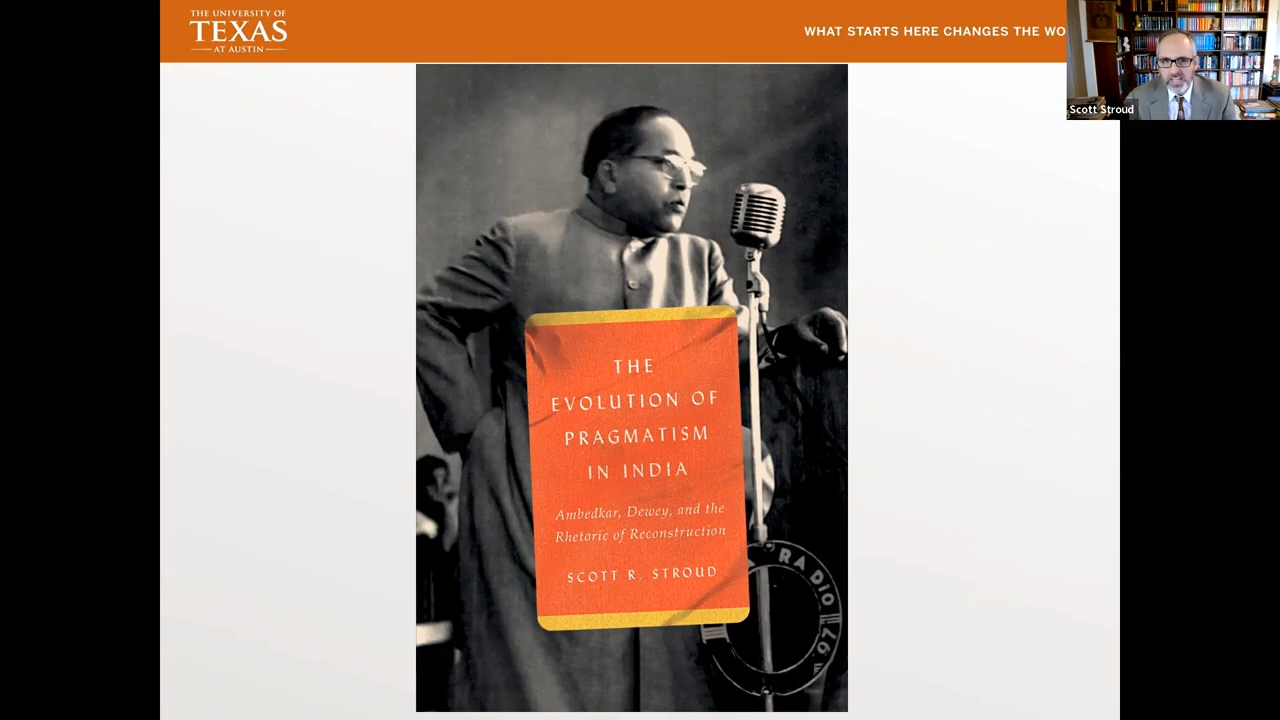 THE UNIVERSITY OF
TEXAS
AT AUSTIN
WHAT STARTS HERE CHANGES THE WO
Scott Stroud
THE
EVOLUTION OF
PRAGMATISM
IN INDIA
Ambedkar, Dewey, and the
Rhetoric of Reconstruction
SCOTT R. STROUD
RADIO